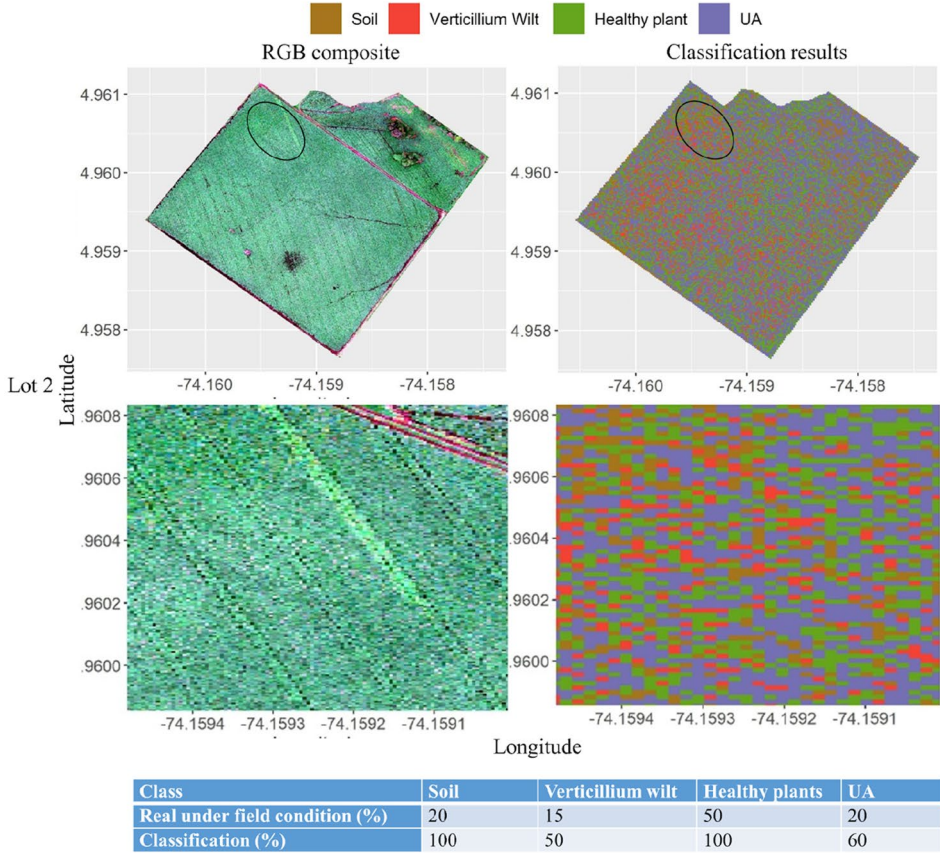 Soil Verticillium Wilt Healthy plant UA
RGB composite Classification results
4.961
4.960
4.959
4.958
-74.160 -74.159 -74.158
4.961
4.960
4.959
4.958
-74.160 -74.159 -74.158
Lot 2
Latitude
.9608
.9606
.9604
.9602
.9600
-74.1594 -74.1593 -74.1592 -74.1591
.9608
.9606
.9604
.9602
.9600
-74.1594 -74.1593 -74.1592 -74.1591
Longitude
Class Soil Verticillium wilt Healthy plants UA
Real under field condition (%) 20 15 50 20
Classification (%) 100 50 100 60